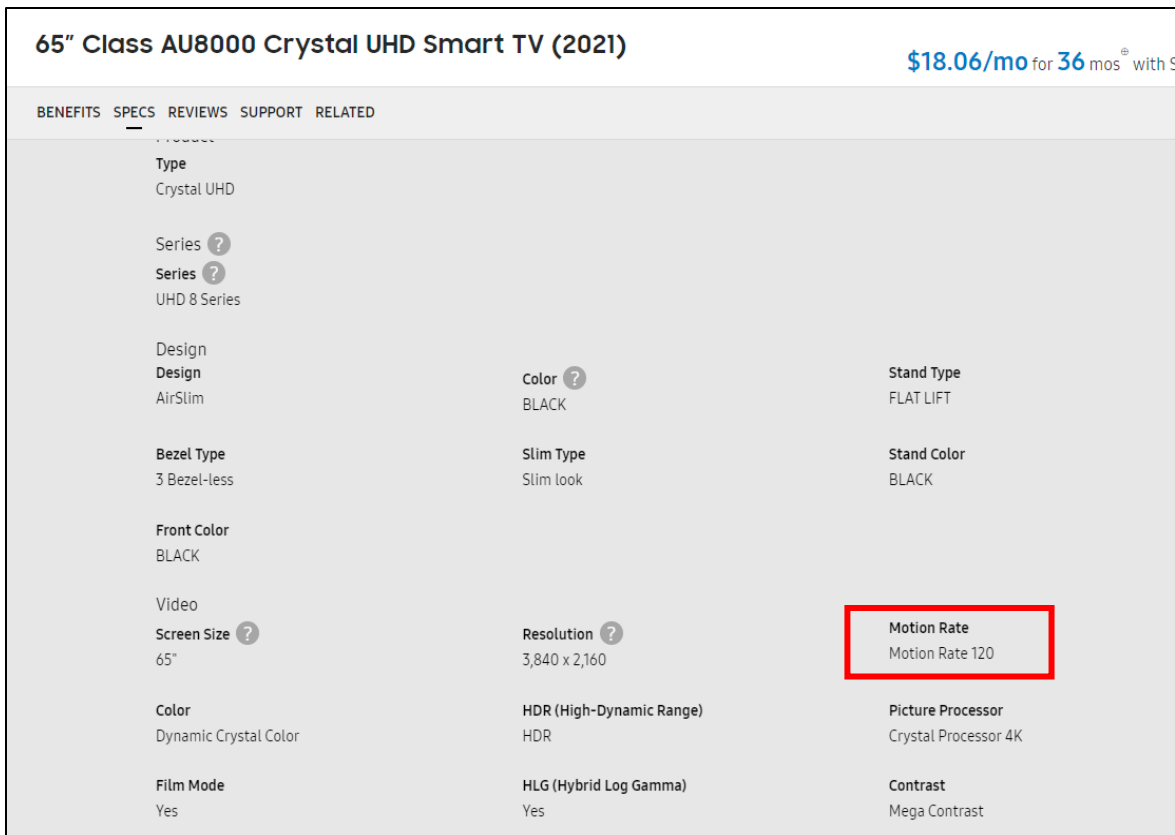 65" Class AU8000 Crystal UHD Smart TV (2021)
$18.06/mo for 36 mos⊕ with S
BENEFITS SPECS REVIEWS SUPPORT RELATED
Product
Type
Crystal UHD
Series ?
Series ?
UHD 8 Series
Design
Design
AirSlim
Color ?
BLACK
Stand Type
FLAT LIFT
Bezel Type
3 Bezel-less
Slim Type
Slim look
Stand Color
BLACK
Front Color
BLACK
Video
Screen Size ?
65"
Resolution ?
3,840 x 2,160
Motion Rate
Motion Rate 120
Color
Dynamic Crystal Color
HDR (High-Dynamic Range)
HDR
Picture Processor
Crystal Processor 4K
Film Mode
Yes
HLG (Hybrid Log Gamma)
Yes
Contrast
Mega Contrast